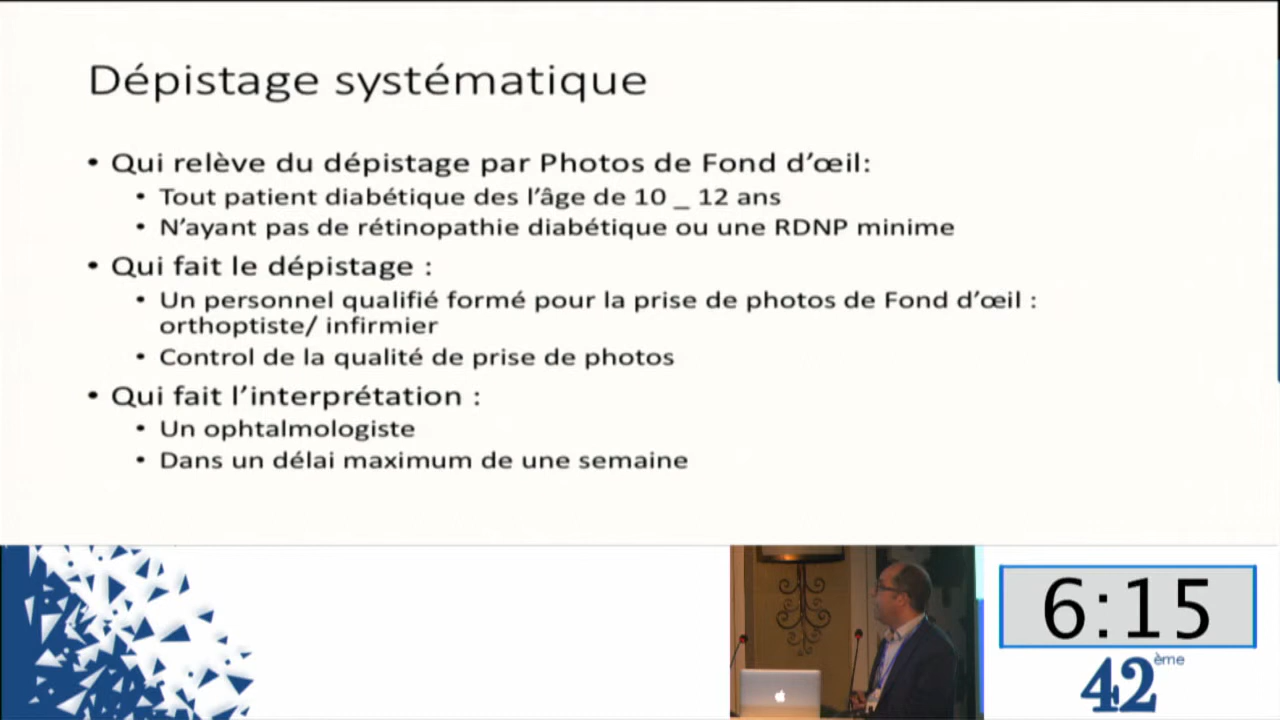 Dépistage systématique
• Qui relève du dépistage par Photos de Fond d’œil:
• Tout patient diabétique des l’âge de 10 _ 12 ans
• N’ayant pas de rétinopathie diabétique ou une RDNP minime
• Qui fait le dépistage :
• Un personnel qualifié formé pour la prise de photos de Fond d’œil :
orthoptiste/ infirmier
• Control de la qualité de prise de photos
• Qui fait l’interprétation :
• Un ophtalmologiste
• Dans un délai maximum de une semaine
6:15
42ème